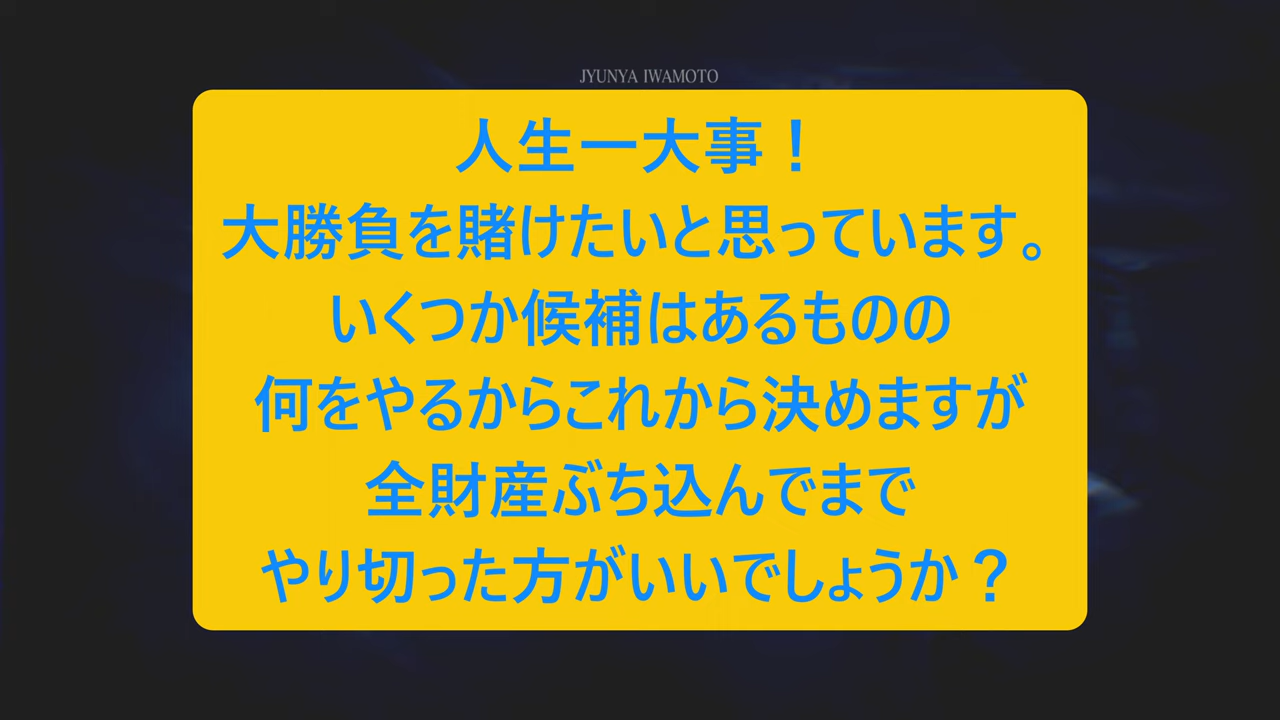 JYUNYA IWAMOTO
人生一大事！
大勝負を賭けたいと思っています。
いくつか候補はあるものの
何をやるからこれから決めますが
全財産ぶち込んでまで
やり切った方がいいでしょうか？